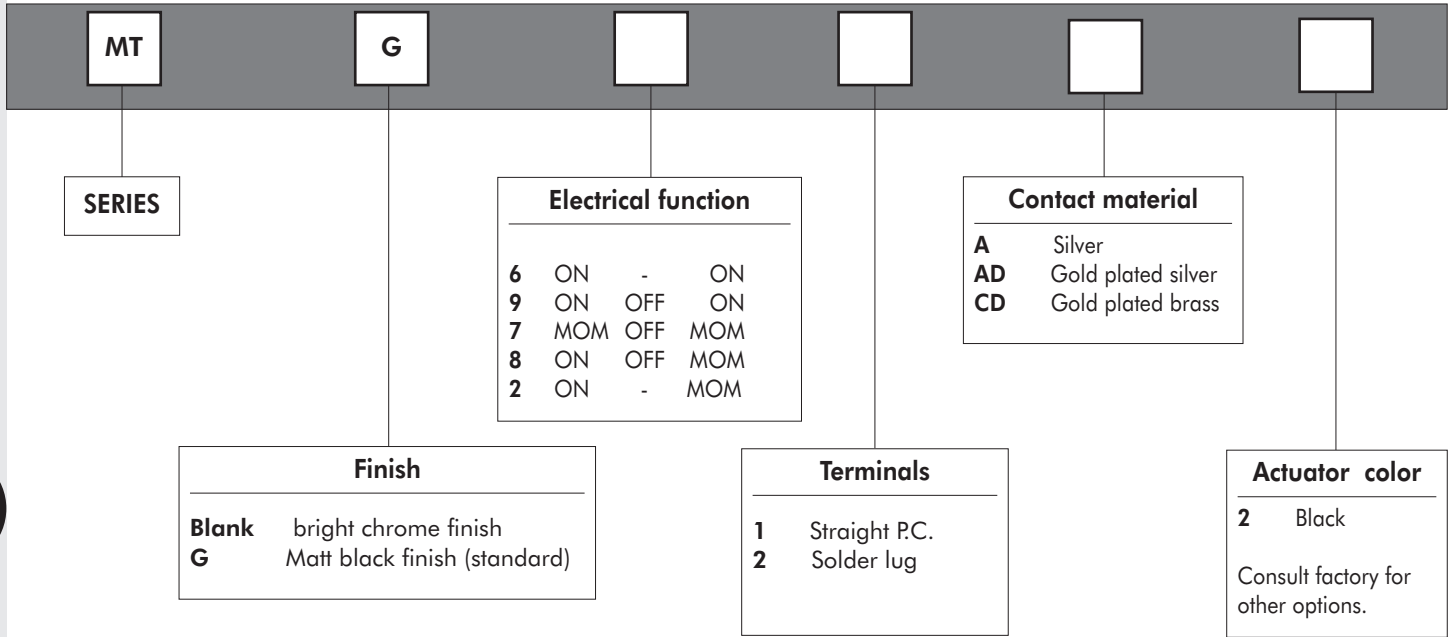 MT G
SERIES
Electrical function
6 ON - ON
9 ON OFF ON
7 MOM OFF MOM
8 ON OFF MOM
2 ON - MOM
Contact material
A Silver
AD Gold plated silver
CD Gold plated brass
Finish
Blank bright chrome finish
G Matt black finish (standard)
Terminals
1 Straight P.C.
2 Solder lug
Actuator color
2 Black
Consult factory for
other options.